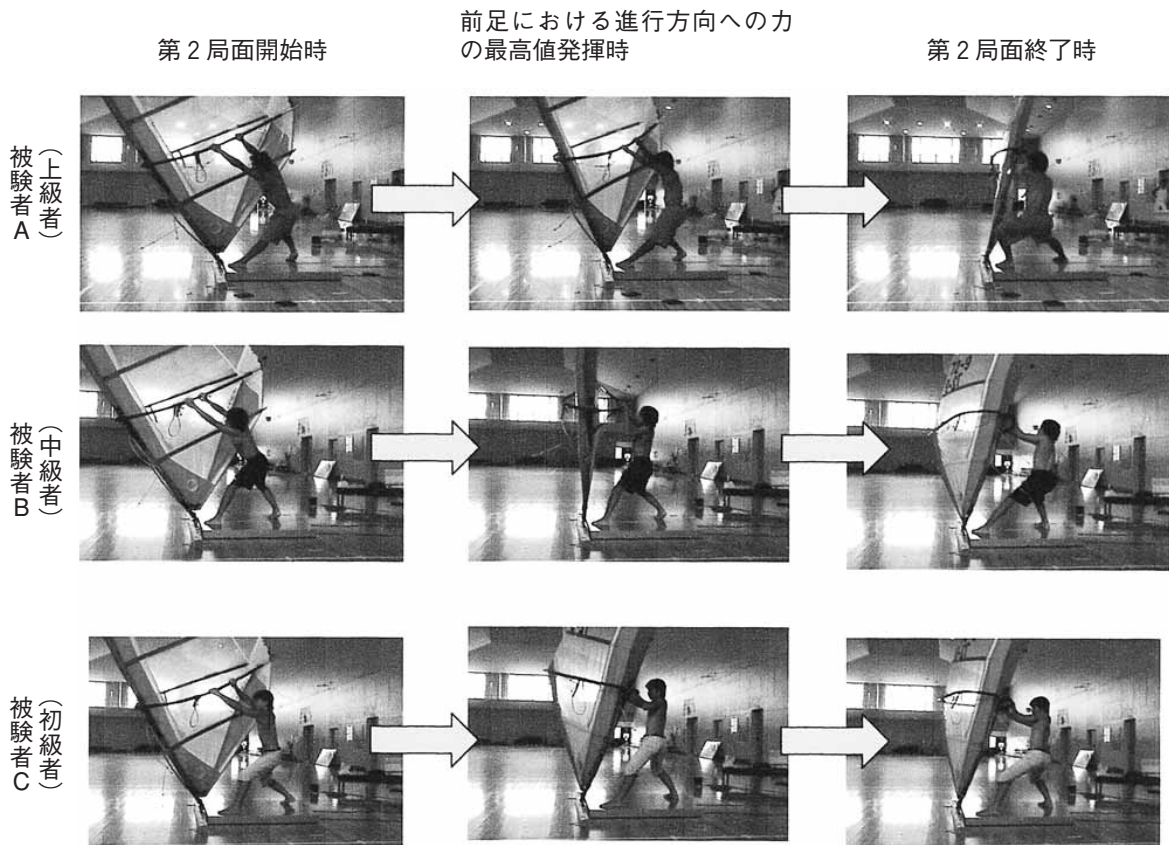 第2局面開始時
前足における進行方向への力
の最高値発揮時
第2局面終了時
被験者A
(上級者)
被験者B
(中級者)
被験者C
(初級者)